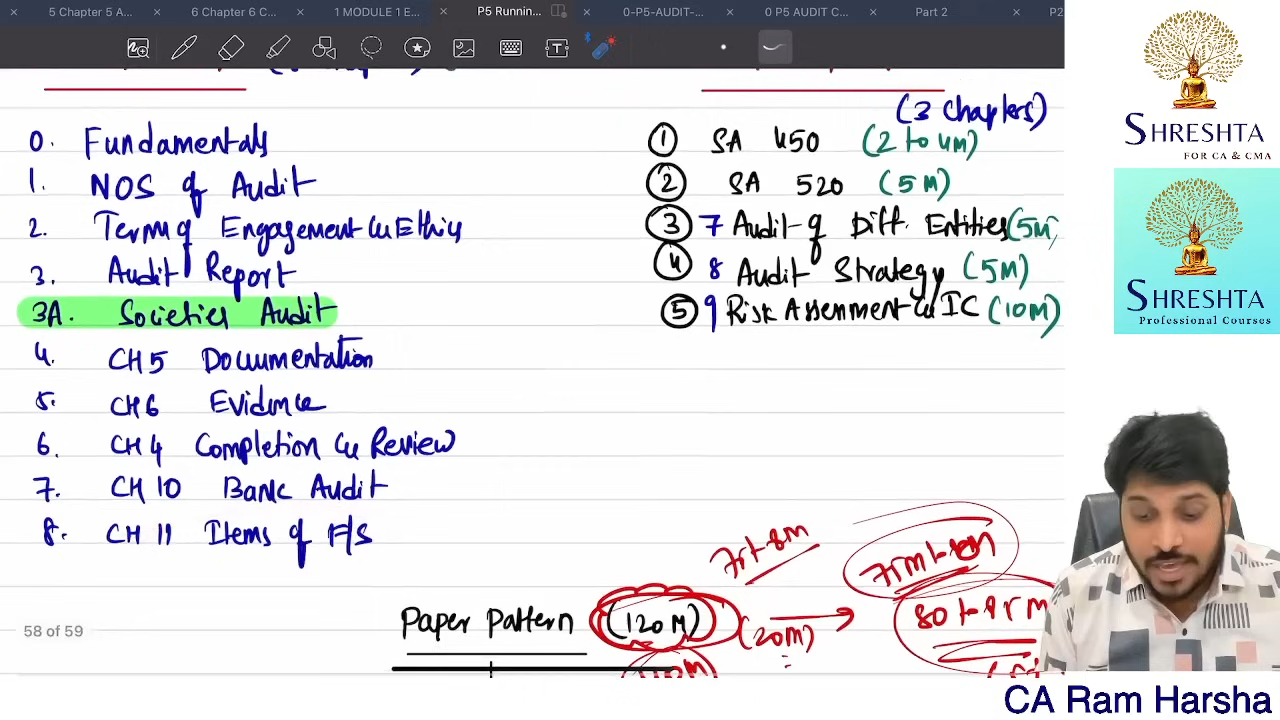 5 Chapter 5 A...
6 Chapter 6 C...
1 MODULE 1 E...
P5 Runnin...
0-P5-AUDIT-...
0 P5 AUDIT C...
Part 2
P2
0. Fundamentals
1. NOS of Audit
2. Terms of Engagement & Ethics
3. Audit Report
3A. Societies Audit
4. CH 5 Documentation
5. CH 6 Evidence
6. CH 4 Completion & Review
7. CH 10 Bank Audit
8. CH 11 Items of F/S
(3 chapters)
1 SA 450 (2 to 4M)
2 SA 520 (5M)
3 7 Audit of Diff. Entities (5M)
4 8 Audit Strategy (5M)
5 9 Risk Assessment & IC (10M)
Paper Pattern (120M)
(20M)
58 of 59
SHRESHTA
FOR CA & CMA
SHRESHTA
Professional Courses
CA Ram Harsha